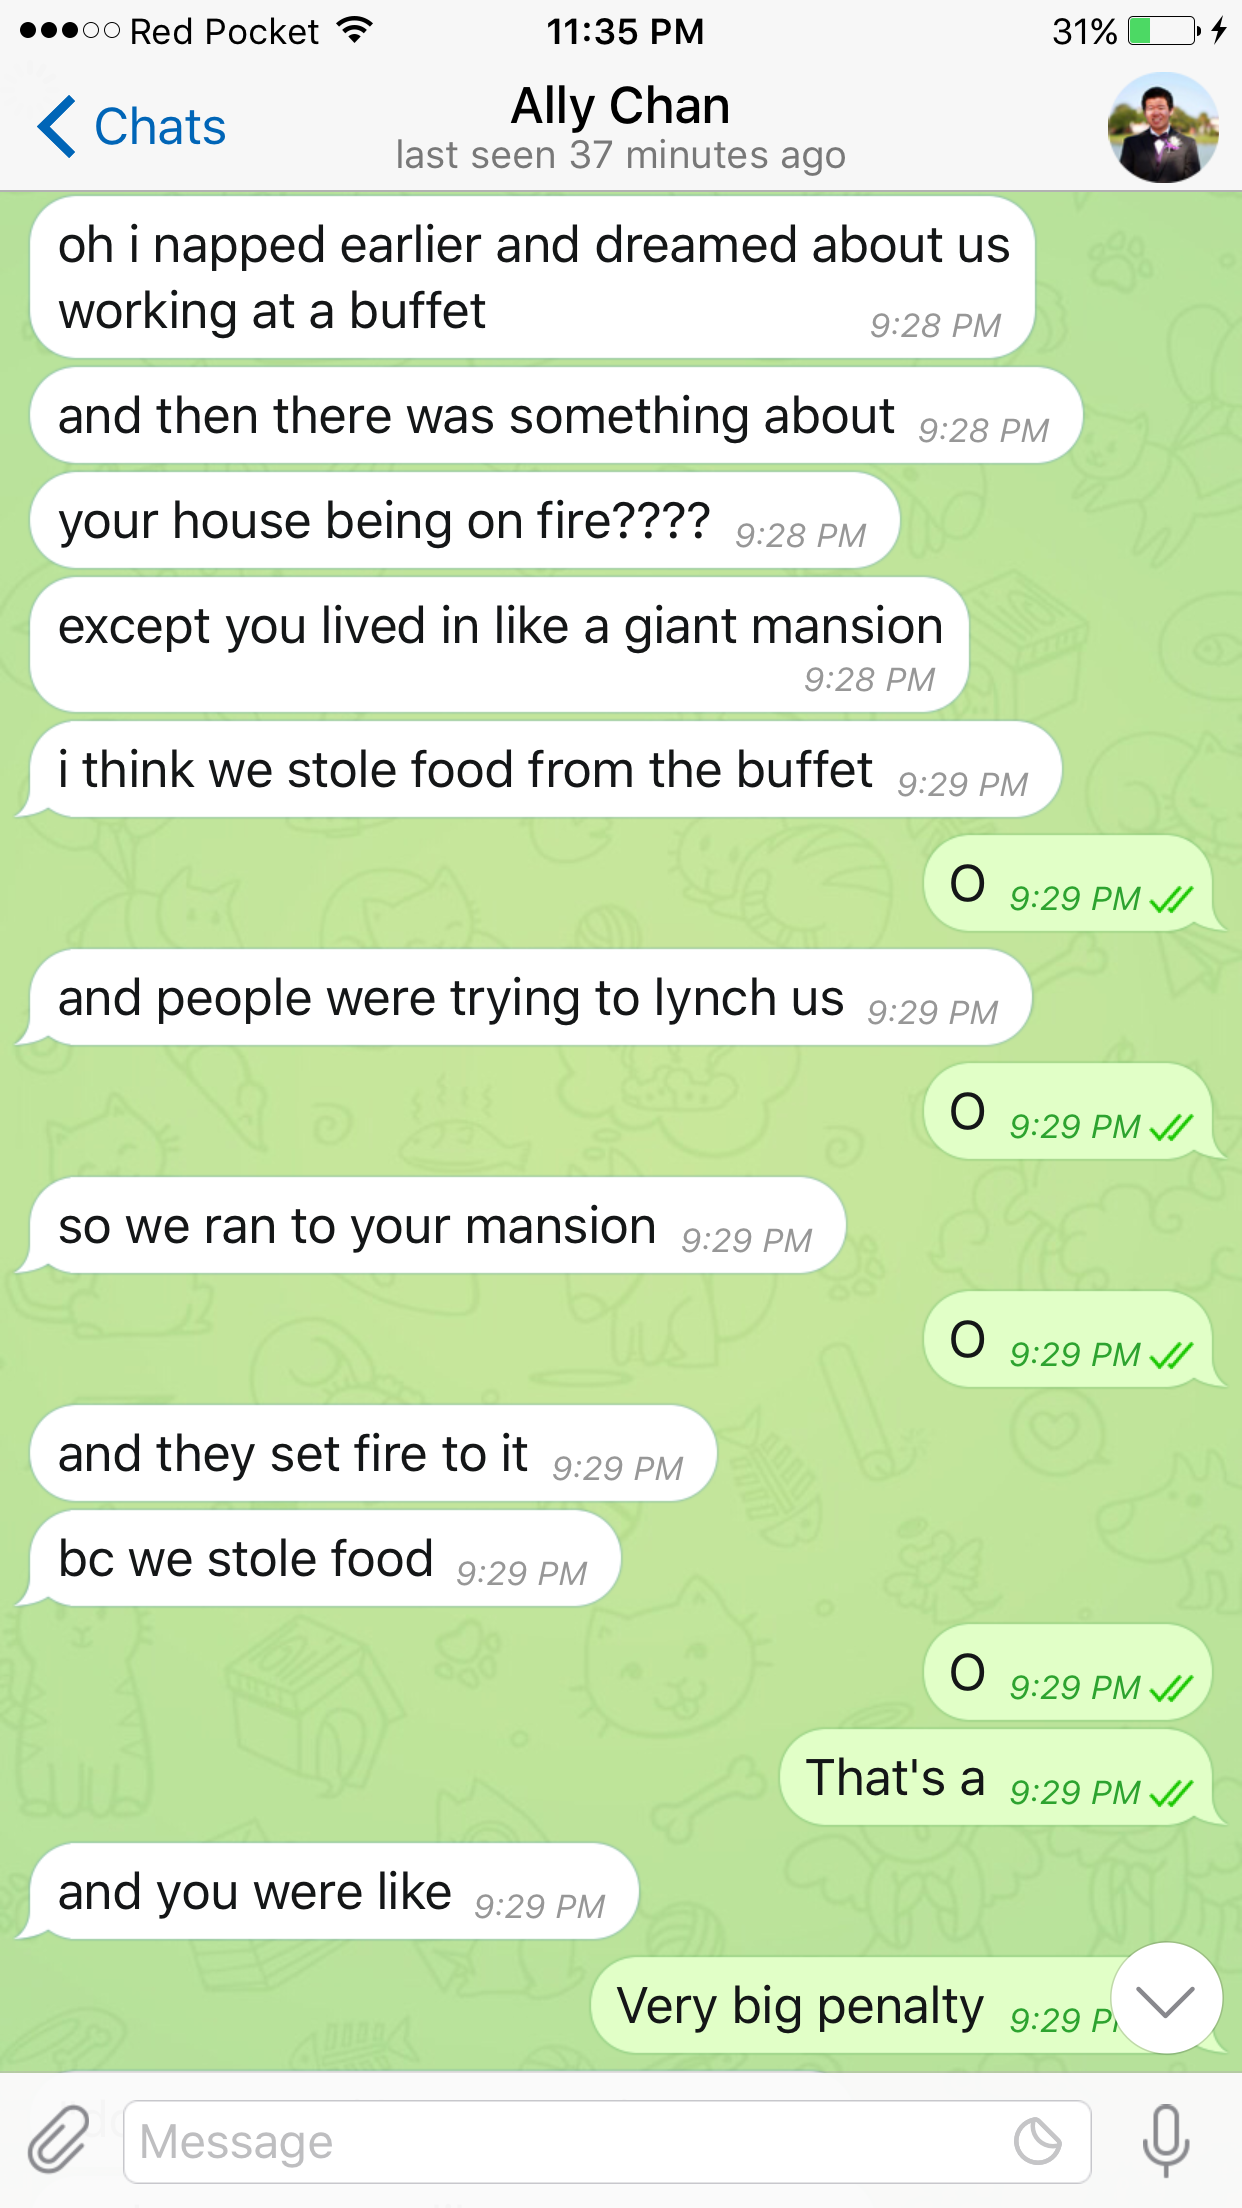 Red Pocket 11:35 PM 31%
Chats
Ally Chan
last seen 37 minutes ago
oh i napped earlier and dreamed about us
working at a buffet 9:28 PM
and then there was something about 9:28 PM
your house being on fire???? 9:28 PM
except you lived in like a giant mansion
9:28 PM
i think we stole food from the buffet 9:29 PM
O 9:29 PM
and people were trying to lynch us 9:29 PM
O 9:29 PM
so we ran to your mansion 9:29 PM
O 9:29 PM
and they set fire to it 9:29 PM
bc we stole food 9:29 PM
O 9:29 PM
That's a 9:29 PM
and you were like 9:29 PM
Very big penalty 9:29 P
Message